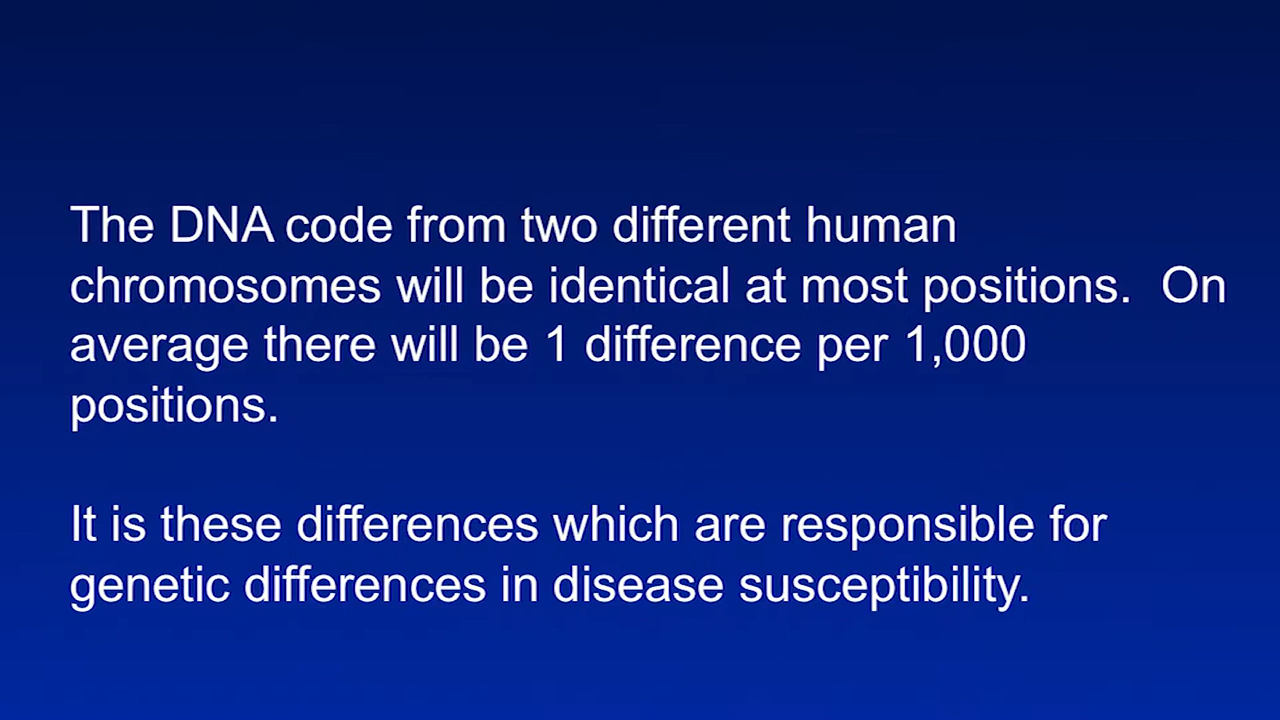 The DNA code from two different human
chromosomes will be identical at most positions.  On
average there will be 1 difference per 1,000
positions.
It is these differences which are responsible for
genetic differences in disease susceptibility.